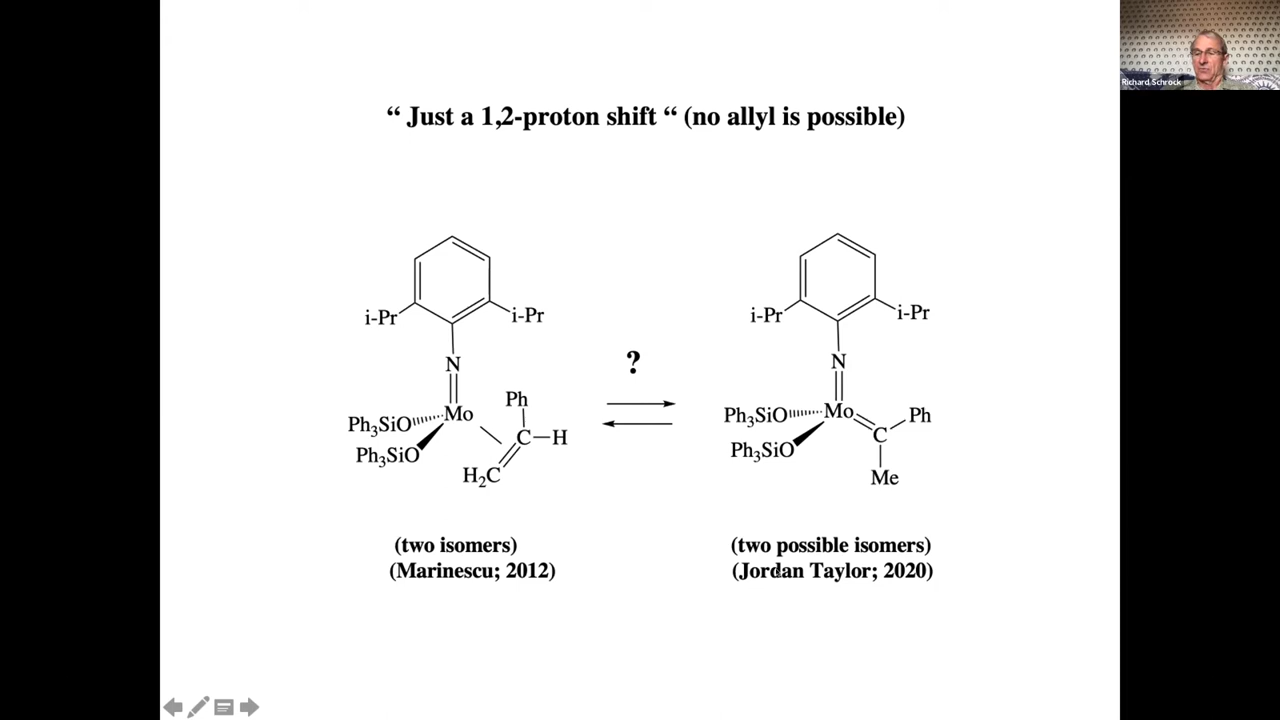 Richard Schrock
“ Just a 1,2-proton shift “ (no allyl is possible)
i-Pr
i-Pr
N
Mo
Ph₃SiO
Ph₃SiO
Ph
C–H
H₂C
?
i-Pr
i-Pr
N
Mo
Ph₃SiO
Ph₃SiO
Ph
C
Me
(two isomers)
(Marinescu; 2012)
(two possible isomers)
(Jordan Taylor; 2020)